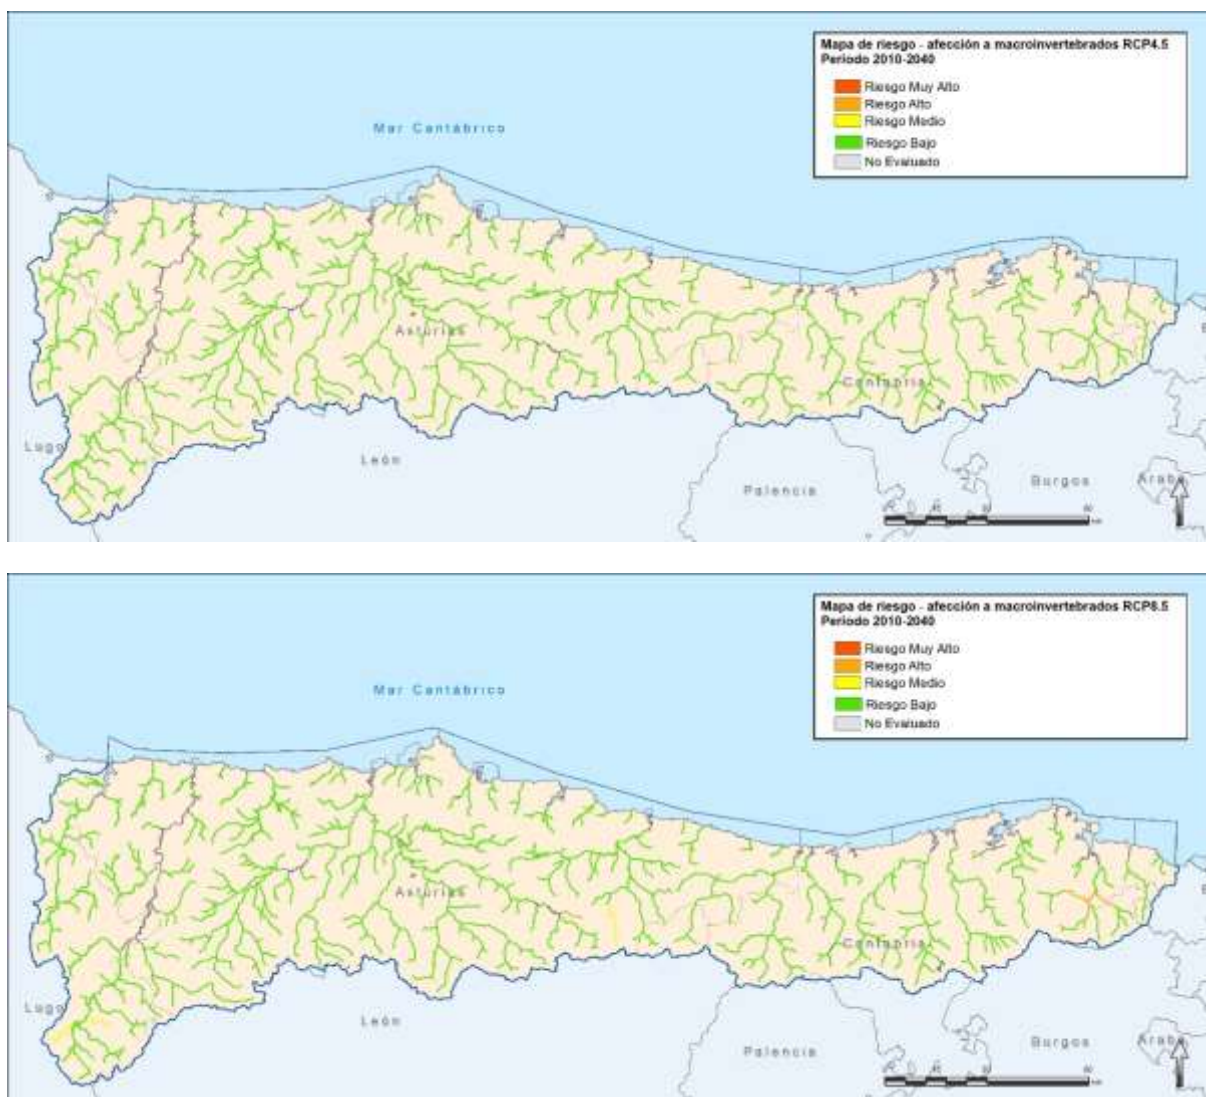 Mapa de riesgo - afección a macroinvertebrados RCP4.5
Periodo 2010-2040
Riesgo Muy Alto
Riesgo Alto
Riesgo Medio
Riesgo Bajo
No Evaluado
Mar Cantábrico
Asturias
Cantabria
Lugo
León
Palencia
Burgos
Araba
Mapa de riesgo - afección a macroinvertebrados RCP8.5
Periodo 2010-2040
Riesgo Muy Alto
Riesgo Alto
Riesgo Medio
Riesgo Bajo
No Evaluado
Mar Cantábrico
Asturias
Cantabria
Lugo
León
Palencia
Burgos
Araba